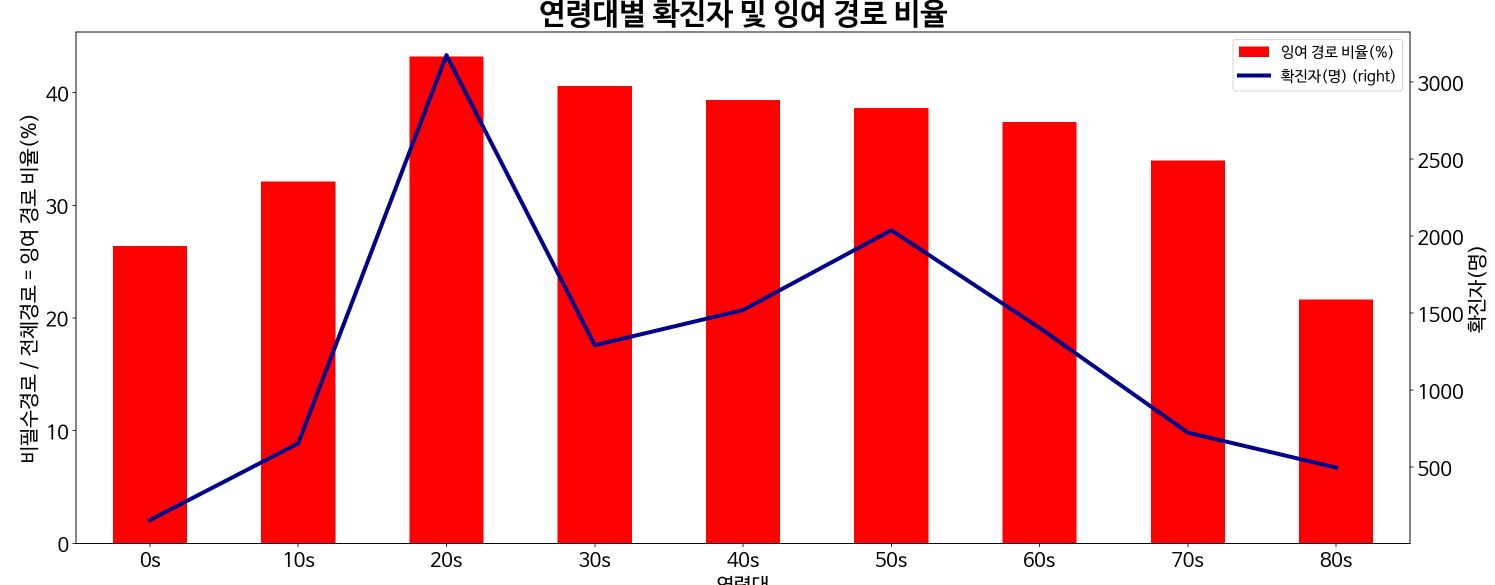 연령대별 확진자 및 잉여 경로 비율
잉여 경로 비율(%)
확진자(명) (right)
비필수경로 / 전체경로 = 잉여 경로 비율(%)
40
30
20
10
0
3000
2500
2000
1500
1000
500
확진자(명)
0s 10s 20s 30s 40s 50s 60s 70s 80s
연령대